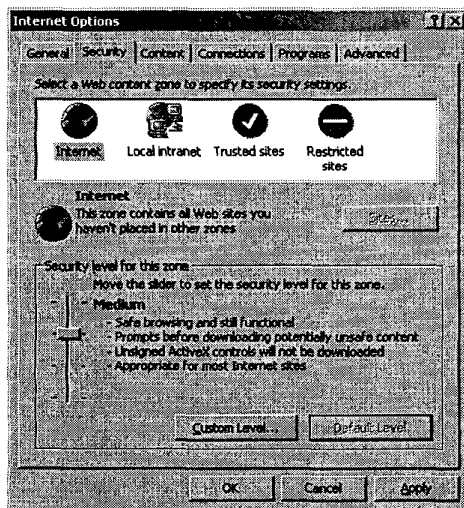 Internet Options
General Security Content Connections Programs Advanced
Select a Web content zone to specify its security settings.
Internet Local intranet Trusted sites Restricted sites
Internet
This zone contains all Web sites you
haven't placed in other zones
Sites...
Security level for this zone
Move the slider to set the security level for this zone.
Medium
- Safe browsing and still functional
- Prompts before downloading potentially unsafe content
- Unsigned ActiveX controls will not be downloaded
- Appropriate for most Internet sites
Custom Level... Default Level
OK Cancel Apply